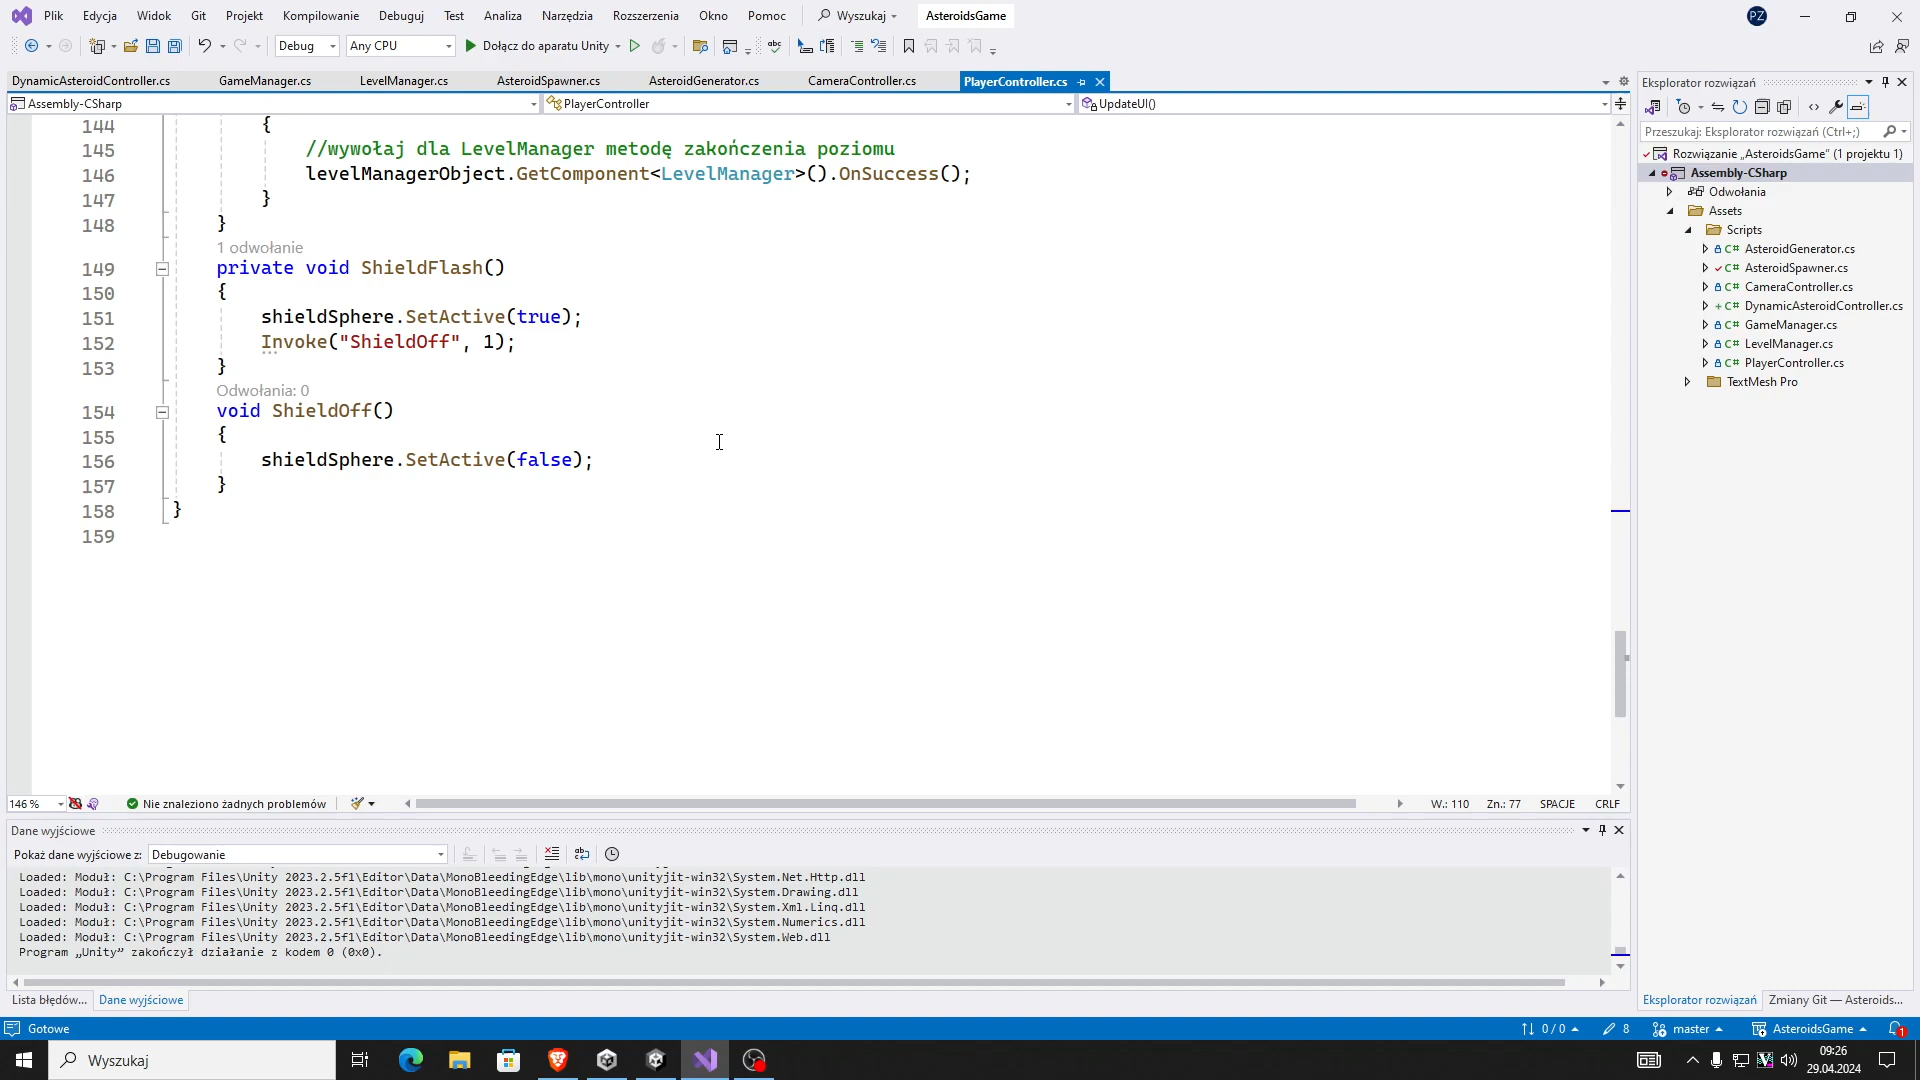 Plik Edycja Widok Git Projekt Kompilowanie Debuguj Test Analiza Narzędzia Rozszerzenia Okno Pomoc Wyszukaj AsteroidsGame PZ
Debug Any CPU Dołącz do aparatu Unity
DynamicAsteroidController.cs GameManager.cs LevelManager.cs AsteroidSpawner.cs AsteroidGenerator.cs CameraController.cs PlayerController.cs
Assembly-CSharp PlayerController UpdateUI()
144 {
145 //wywołaj dla LevelManager metodę zakończenia poziomu
146 levelManagerObject.GetComponent<LevelManager>().OnSuccess();
147 }
148 }
1 odwołanie
149 private void ShieldFlash()
150 {
151 shieldSphere.SetActive(true);
152 Invoke("ShieldOff", 1);
153 }
Odwołania: 0
154 void ShieldOff()
155 {
156 shieldSphere.SetActive(false);
157 }
158 }
159
146 % Nie znaleziono żadnych problemów W.: 110 Zn.: 77 SPACJE CRLF
Dane wyjściowe
Pokaż dane wyjściowe z: Debugowanie
Loaded: Moduł: C:\Program Files\Unity 2023.2.5f1\Editor\Data\MonoBleedingEdge\lib\mono\unityjit-win32\System.Net.Http.dll
Loaded: Moduł: C:\Program Files\Unity 2023.2.5f1\Editor\Data\MonoBleedingEdge\lib\mono\unityjit-win32\System.Drawing.dll
Loaded: Moduł: C:\Program Files\Unity 2023.2.5f1\Editor\Data\MonoBleedingEdge\lib\mono\unityjit-win32\System.Xml.Linq.dll
Loaded: Moduł: C:\Program Files\Unity 2023.2.5f1\Editor\Data\MonoBleedingEdge\lib\mono\unityjit-win32\System.Numerics.dll
Loaded: Moduł: C:\Program Files\Unity 2023.2.5f1\Editor\Data\MonoBleedingEdge\lib\mono\unityjit-win32\System.Web.dll
Program „Unity” zakończył działanie z kodem 0 (0x0).
Lista błędów... Dane wyjściowe
Eksplorator rozwiązań
Przeszukaj: Eksplorator rozwiązań (Ctrl+;)
Rozwiązanie „AsteroidsGame” (1 projektu 1)
Assembly-CSharp
Odwołania
Assets
Scripts
C# AsteroidGenerator.cs
C# AsteroidSpawner.cs
C# CameraController.cs
C# DynamicAsteroidController.cs
C# GameManager.cs
C# LevelManager.cs
C# PlayerController.cs
TextMesh Pro
Eksplorator rozwiązań Zmiany Git — Asteroids...
Gotowe 0 / 0 8 master AsteroidsGame 1
Wyszukaj 09:26
29.04.2024